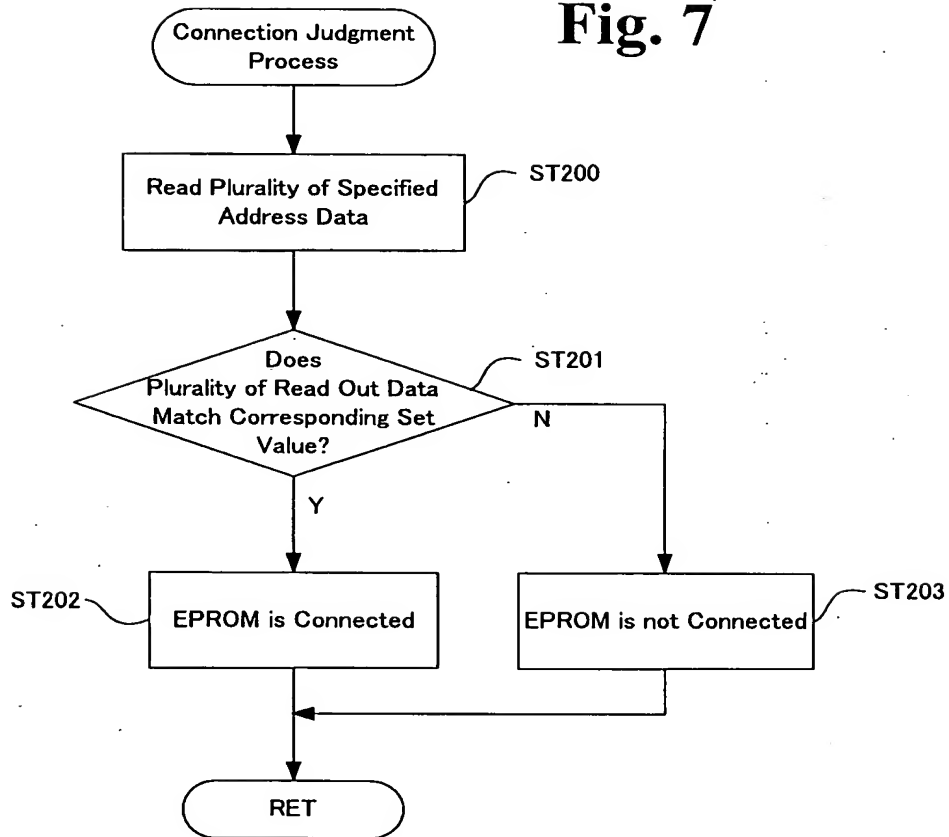 Fig. 7
Connection Judgment
Process
Read Plurality of Specified
Address Data
ST200
Does
Plurality of Read Out Data
Match Corresponding Set
Value?
ST201
N
Y
ST202
EPROM is Connected
EPROM is not Connected
ST203
RET